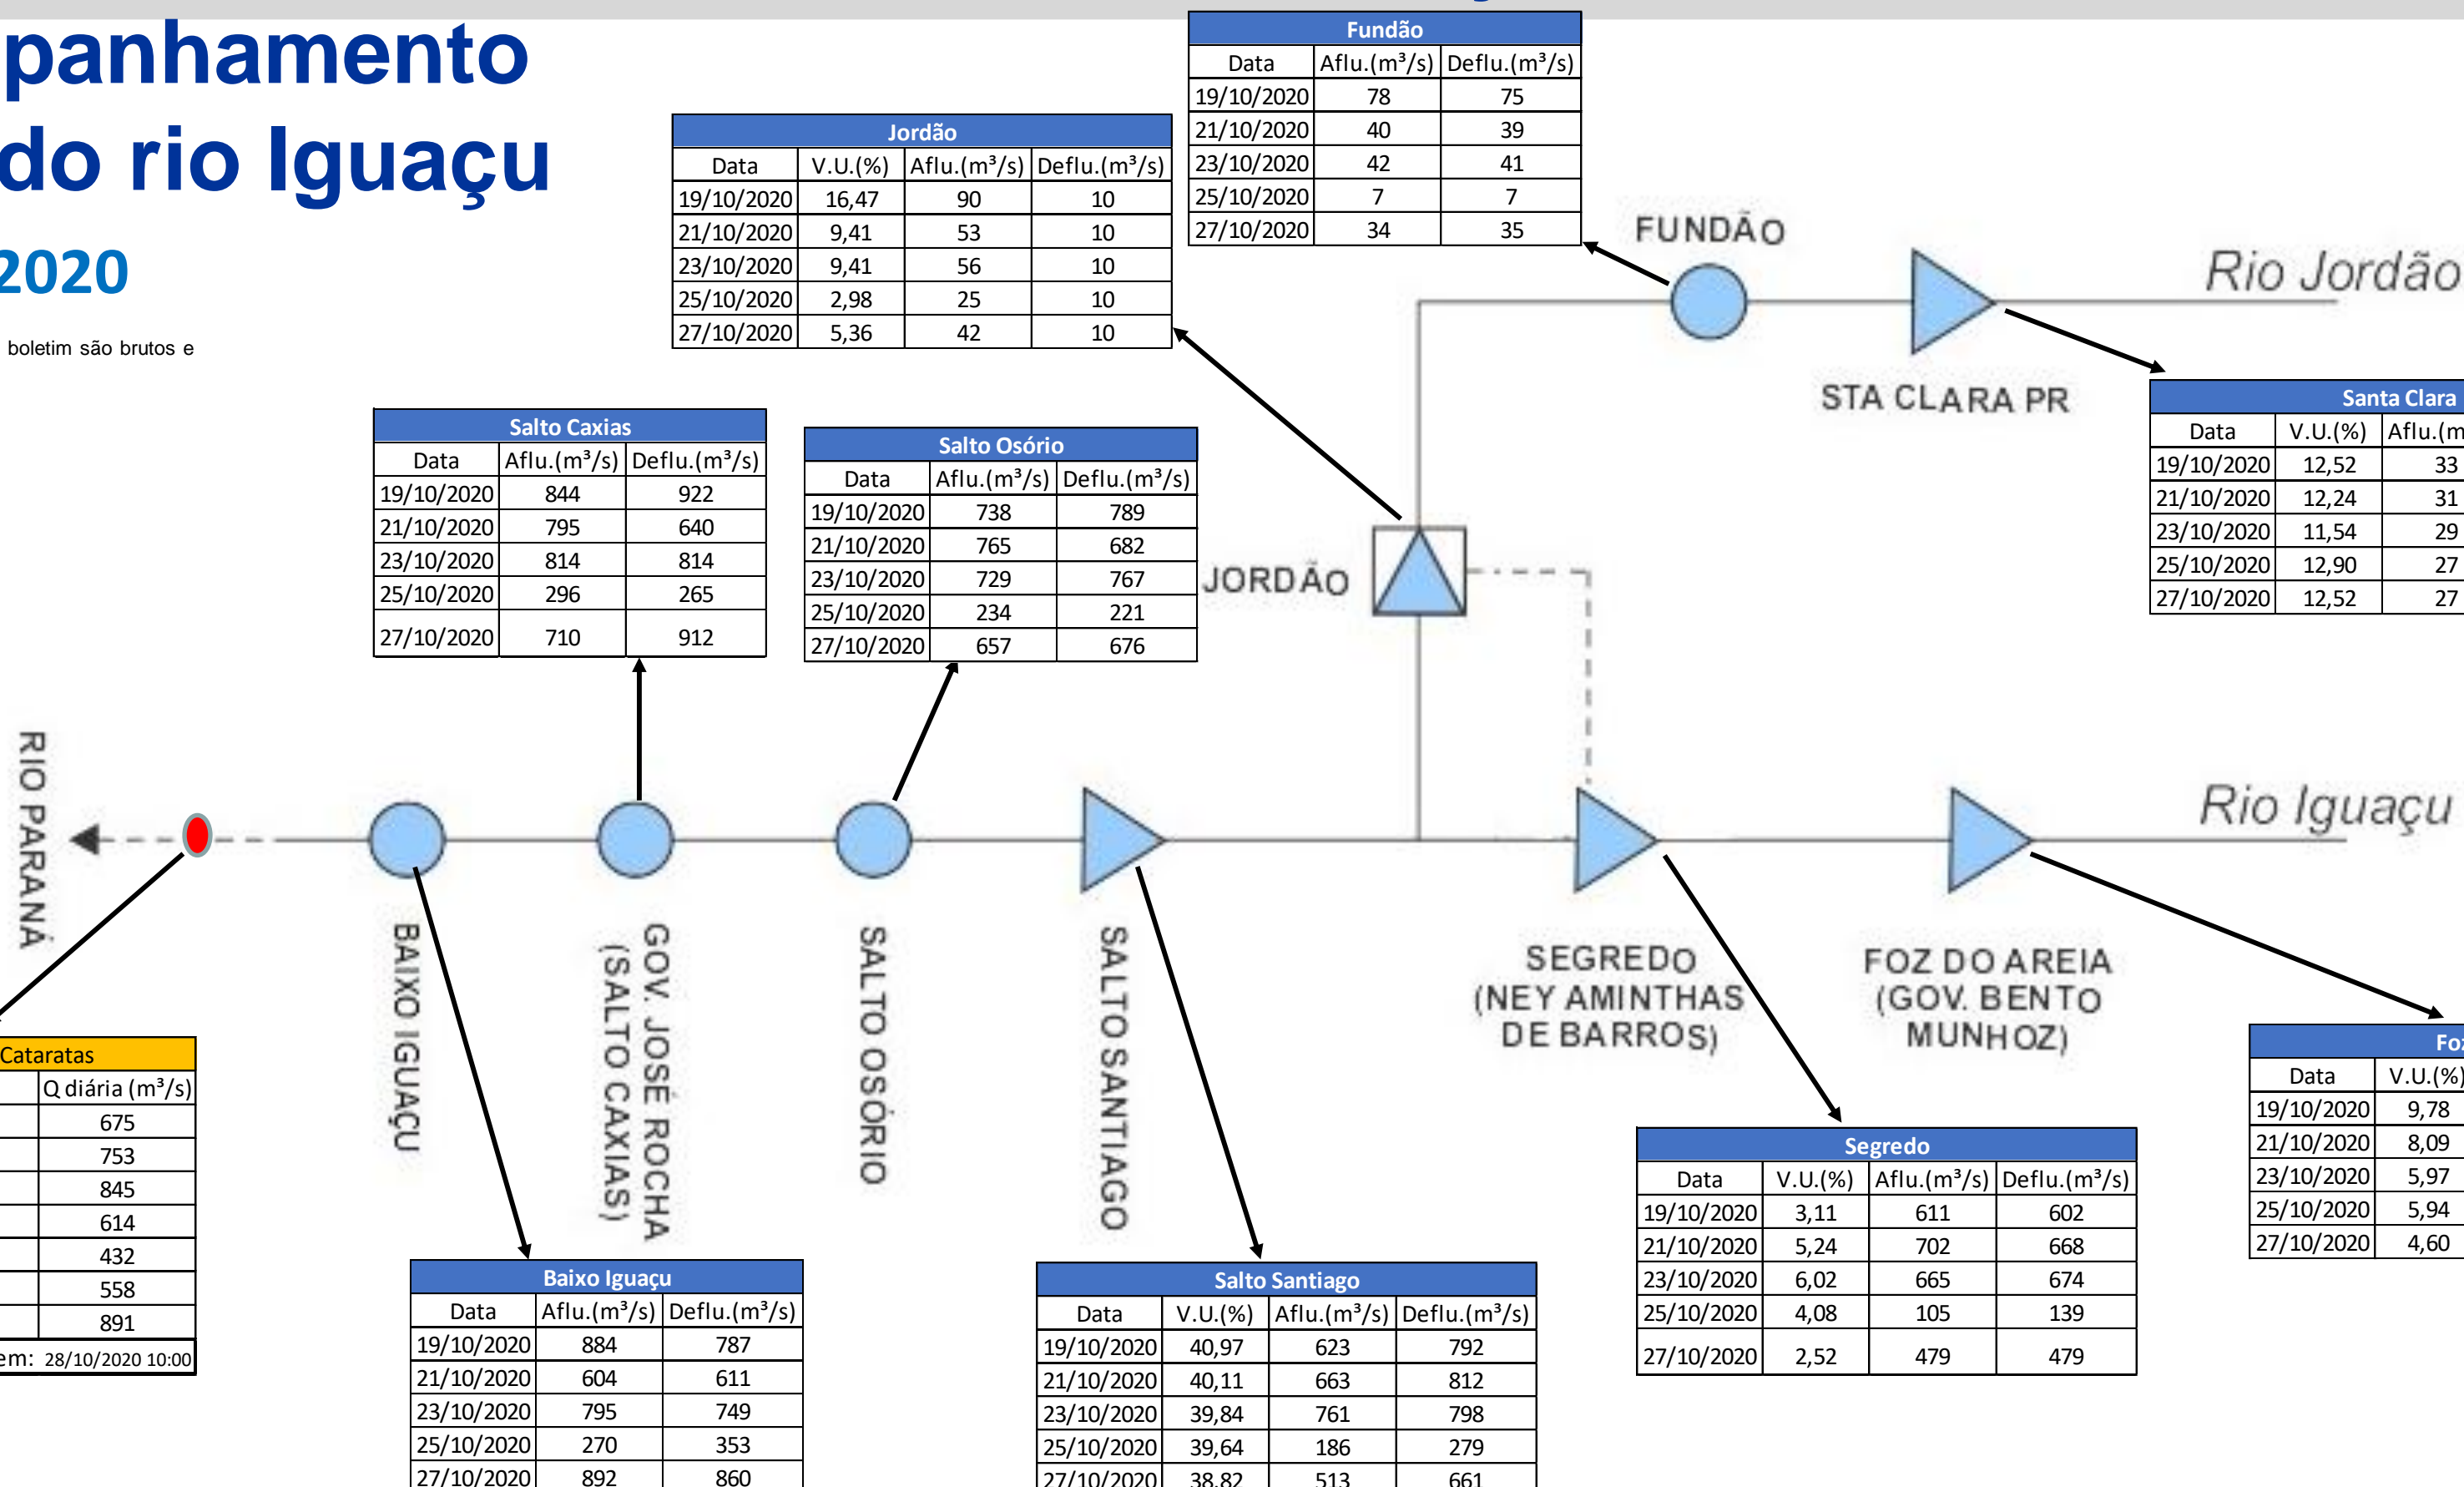 panhamento
do rio Iguaçu
2020
boletim são brutos e
Fundão
Data Aflu.(m³/s) Deflu.(m³/s)
19/10/2020 78 75
21/10/2020 40 39
23/10/2020 42 41
25/10/2020 7 7
27/10/2020 34 35
Jordão
Data V.U.(%) Aflu.(m³/s) Deflu.(m³/s)
19/10/2020 16,47 90 10
21/10/2020 9,41 53 10
23/10/2020 9,41 56 10
25/10/2020 2,98 25 10
27/10/2020 5,36 42 10
FUNDÃO
Rio Jordão
STA CLARA PR
Santa Clara
Data V.U.(%) Aflu.(m
19/10/2020 12,52 33
21/10/2020 12,24 31
23/10/2020 11,54 29
25/10/2020 12,90 27
27/10/2020 12,52 27
Salto Caxias
Data Aflu.(m³/s) Deflu.(m³/s)
19/10/2020 844 922
21/10/2020 795 640
23/10/2020 814 814
25/10/2020 296 265
27/10/2020 710 912
Salto Osório
Data Aflu.(m³/s) Deflu.(m³/s)
19/10/2020 738 789
21/10/2020 765 682
23/10/2020 729 767
25/10/2020 234 221
27/10/2020 657 676
JORDÃO
RIO PARANÁ
Rio Iguaçu
BAIXO IGUAÇU
GOV. JOSÉ ROCHA
(SALTO CAXIAS)
SALTO OSÓRIO
SALTO SANTIAGO
SEGREDO
(NEY AMINTHAS
DE BARROS)
FOZ DO AREIA
(GOV. BENTO
MUNHOZ)
Cataratas
Q diária (m³/s)
675
753
845
614
432
558
891
em: 28/10/2020 10:00
Baixo Iguaçu
Data Aflu.(m³/s) Deflu.(m³/s)
19/10/2020 884 787
21/10/2020 604 611
23/10/2020 795 749
25/10/2020 270 353
27/10/2020 892 860
Salto Santiago
Data V.U.(%) Aflu.(m³/s) Deflu.(m³/s)
19/10/2020 40,97 623 792
21/10/2020 40,11 663 812
23/10/2020 39,84 761 798
25/10/2020 39,64 186 279
27/10/2020 38,82 513 661
Segredo
Data V.U.(%) Aflu.(m³/s) Deflu.(m³/s)
19/10/2020 3,11 611 602
21/10/2020 5,24 702 668
23/10/2020 6,02 665 674
25/10/2020 4,08 105 139
27/10/2020 2,52 479 479
Foz
Data V.U.(%)
19/10/2020 9,78
21/10/2020 8,09
23/10/2020 5,97
25/10/2020 5,94
27/10/2020 4,60